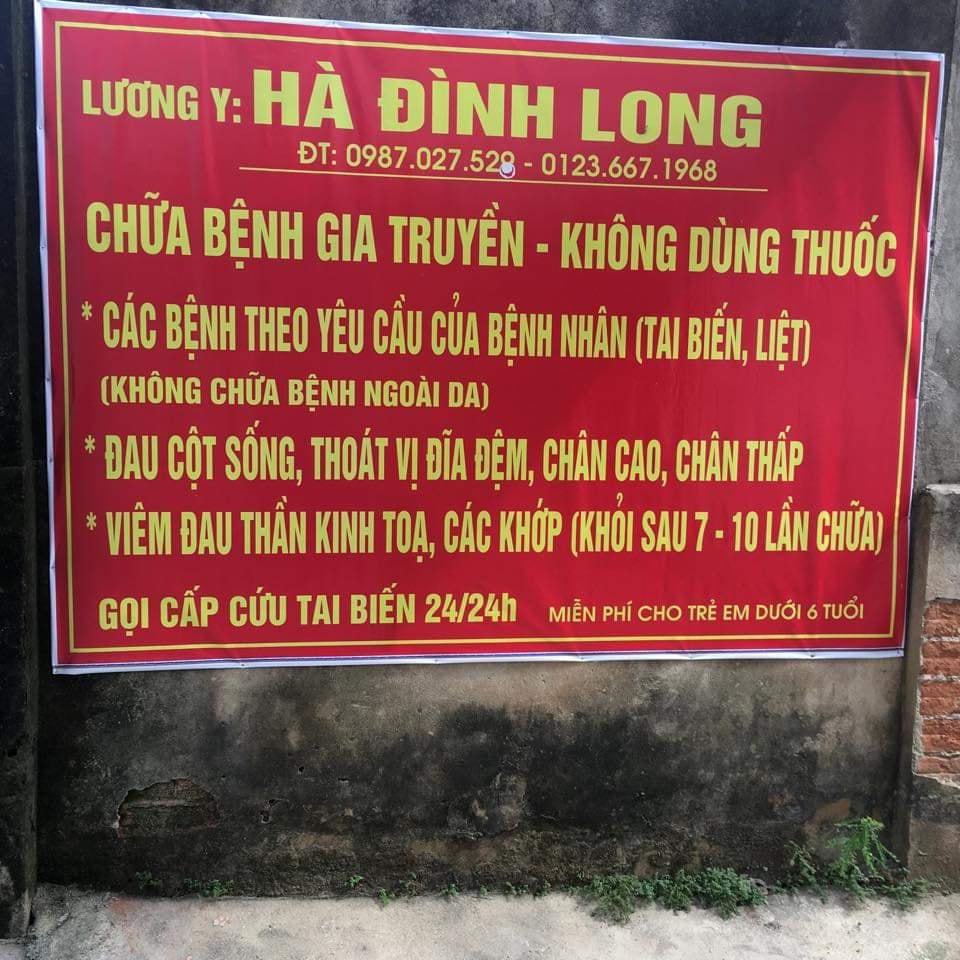 LƯƠNG Y: HÀ ĐÌNH LONG
ĐT: 0987.027.529 - 0123.667.1968
CHỮA BỆNH GIA TRUYỀN - KHÔNG DÙNG THUỐC
* CÁC BỆNH THEO YÊU CẦU CỦA BỆNH NHÂN (TAI BIẾN, LIỆT)
(KHÔNG CHỮA BỆNH NGOÀI DA)
* ĐAU CỘT SỐNG, THOÁT VỊ ĐĨA ĐỆM, CHÂN CAO, CHÂN THẤP
* VIÊM ĐAU THẦN KINH TOẠ, CÁC KHỚP (KHỎI SAU 7 - 10 LẦN CHỮA)
GỌI CẤP CỨU TAI BIẾN 24/24h MIỄN PHÍ CHO TRẺ EM DƯỚI 6 TUỔI